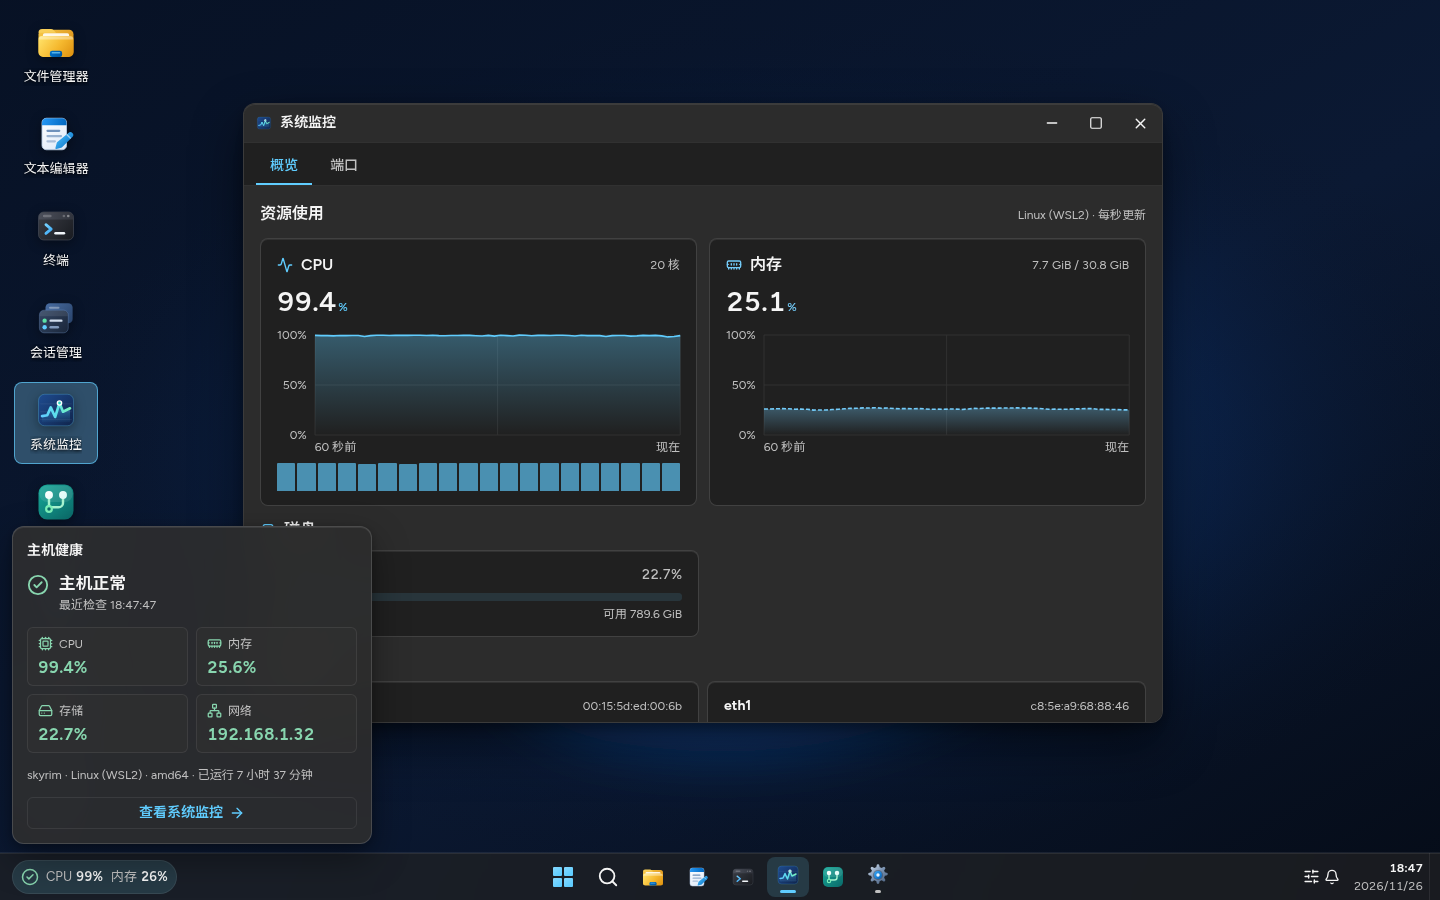 文件管理器
文本编辑器
终端
会话管理
系统监控
系统监控
概览
端口
资源使用
Linux (WSL2) · 每秒更新
CPU
20 核
99.4%
100%
50%
0%
60 秒前
现在
内存
7.7 GiB / 30.8 GiB
25.1%
100%
50%
0%
60 秒前
现在
磁盘
22.7%
可用 789.6 GiB
00:15:5d:ed:00:6b
eth1
c8:5e:a9:68:88:46
主机健康
主机正常
最近检查 18:47:47
CPU
99.4%
内存
25.6%
存储
22.7%
网络
192.168.1.32
skyrim · Linux (WSL2) · amd64 · 已运行 7 小时 37 分钟
查看系统监控
CPU 99% 内存 26%
18:47
2026/11/26